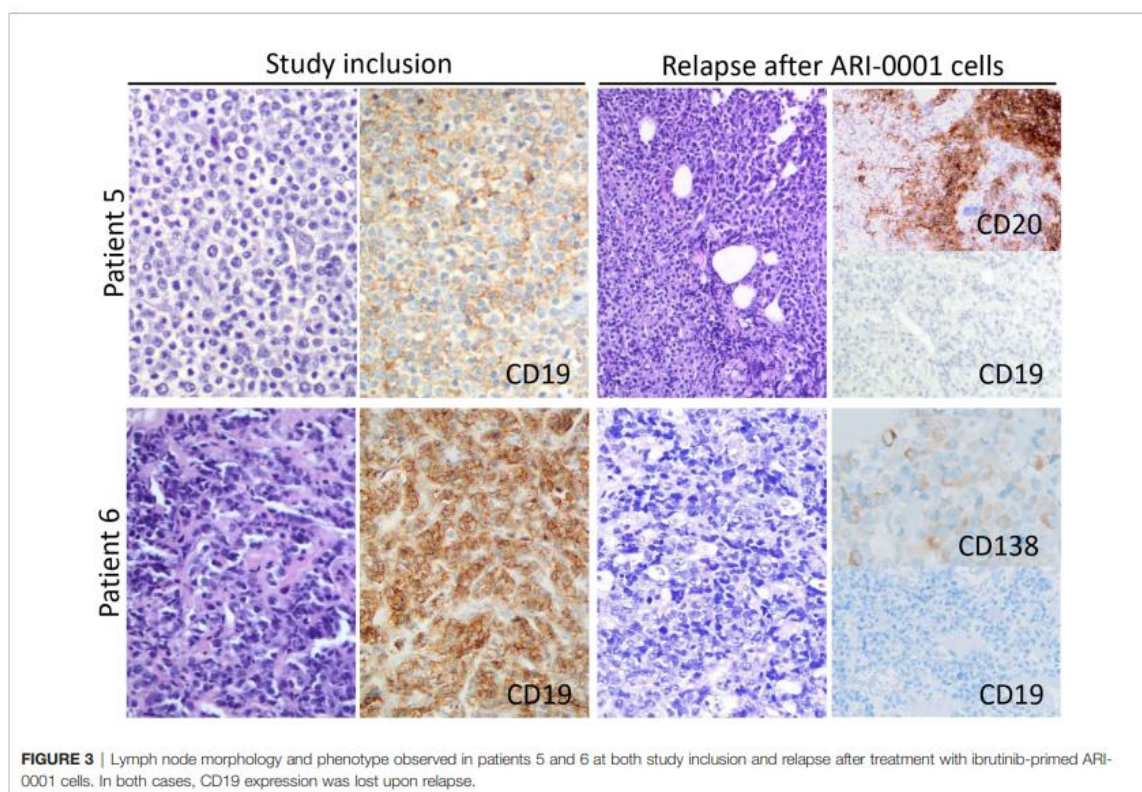 Study inclusion
Relapse after ARI-0001 cells
Patient 5
CD19
CD20
CD19
Patient 6
CD19
CD138
CD19
FIGURE 3 | Lymph node morphology and phenotype observed in patients 5 and 6 at both study inclusion and relapse after treatment with ibrutinib-primed ARI-
0001 cells. In both cases, CD19 expression was lost upon relapse.